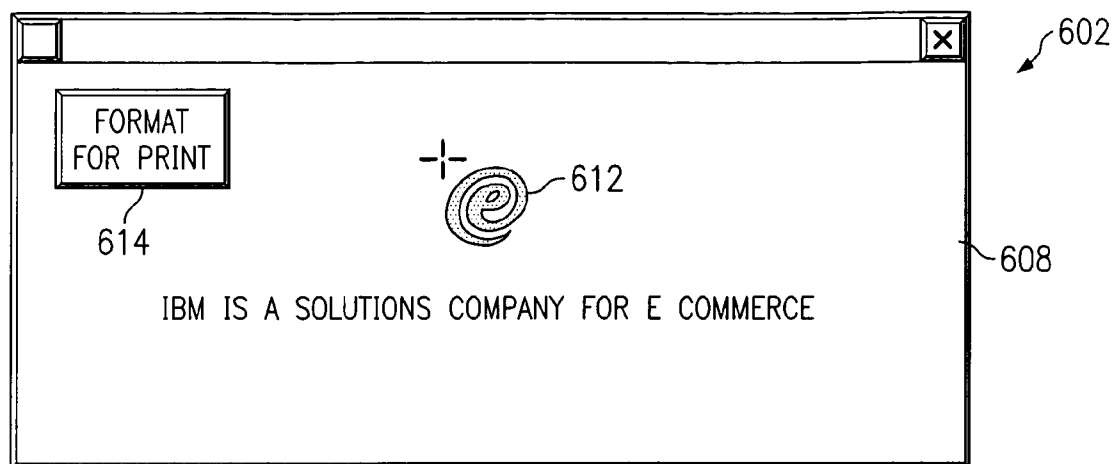 602
FORMAT
FOR PRINT
e
612
614
608
IBM IS A SOLUTIONS COMPANY FOR E COMMERCE